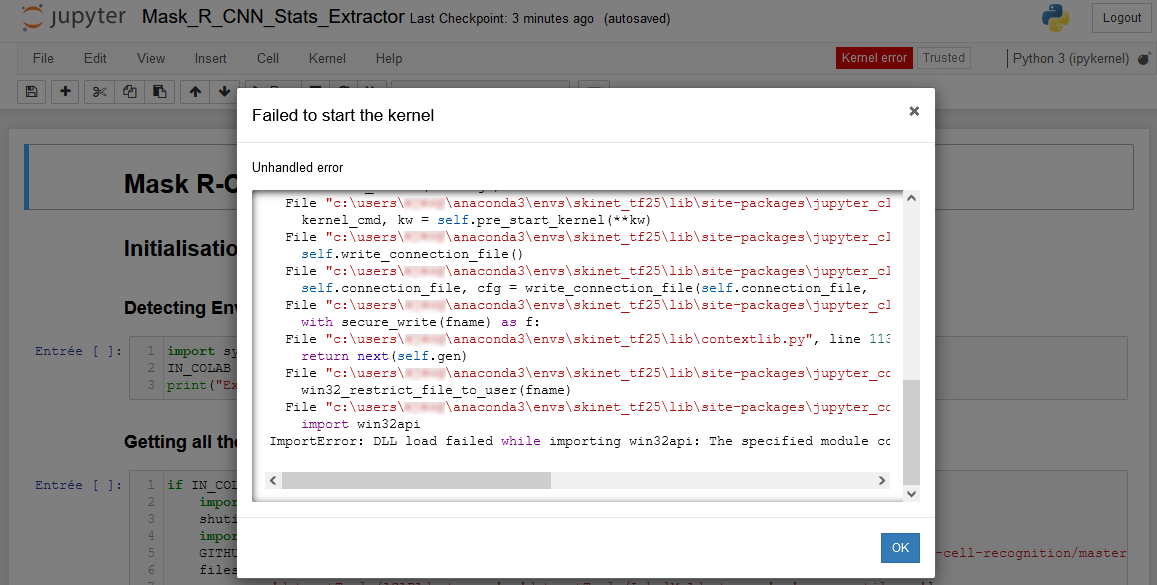 jupyter Mask_R_CNN_Stats_Extractor Last Checkpoint: 3 minutes ago (autosaved)
Logout
File Edit View Insert Cell Kernel Help
Kernel error Trusted Python 3 (ipykernel)
Failed to start the kernel
Unhandled error
File "c:\users\ \anaconda3\envs\skinet_tf25\lib\site-packages\jupyter_cl
kernel_cmd, kw = self.pre_start_kernel(**kw)
File "c:\users\ \anaconda3\envs\skinet_tf25\lib\site-packages\jupyter_cl
self.write_connection_file()
File "c:\users\ \anaconda3\envs\skinet_tf25\lib\site-packages\jupyter_cl
self.connection_file, cfg = write_connection_file(self.connection_file,
File "c:\users\ \anaconda3\envs\skinet_tf25\lib\site-packages\jupyter_cl
with secure_write(fname) as f:
File "c:\users\ \anaconda3\envs\skinet_tf25\lib\contextlib.py", line 113
return next(self.gen)
File "c:\users\ \anaconda3\envs\skinet_tf25\lib\site-packages\jupyter_co
win32_restrict_file_to_user(fname)
File "c:\users\ \anaconda3\envs\skinet_tf25\lib\site-packages\jupyter_co
import win32api
ImportError: DLL load failed while importing win32api: The specified module co
OK
Mask R-C
Initialisatio
Detecting Env
Entrée [ ]:
1 import sy
2 IN_COLAB
3 print("Ex
Getting all the
Entrée [ ]:
1 if IN_COL
2 impor
3 shuti
4 impor
5 GITHU -cell-recognition/master
6 files
7